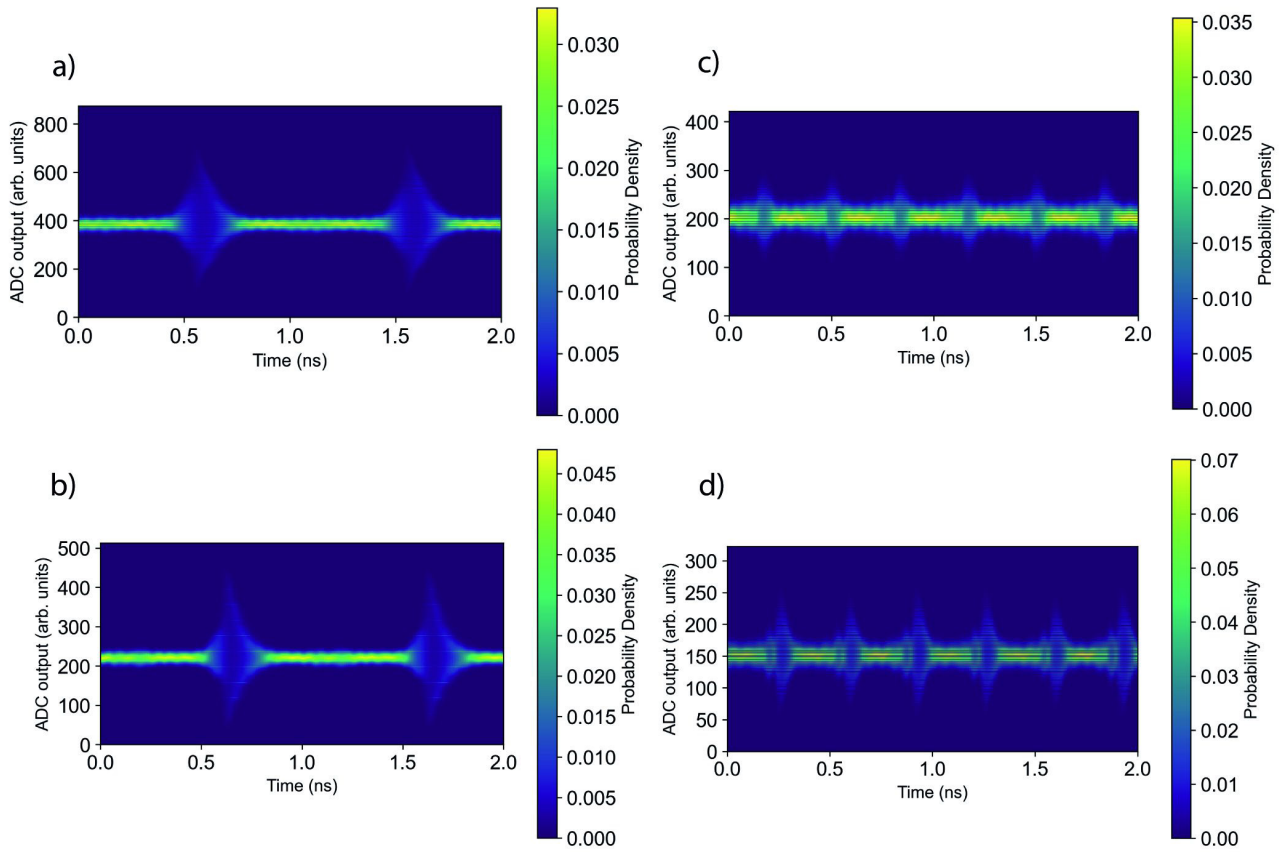 a)
ADC output (arb. units)
800
600
400
200
0
0.0 0.5 1.0 1.5 2.0
Time (ns)
0.030
0.025
0.020
0.015
0.010
0.005
0.000
Probability Density
c)
ADC output (arb. units)
400
300
200
100
0
0.0 0.5 1.0 1.5 2.0
Time (ns)
0.035
0.030
0.025
0.020
0.015
0.010
0.005
0.000
Probability Density
b)
ADC output (arb. units)
500
400
300
200
100
0
0.0 0.5 1.0 1.5 2.0
Time (ns)
0.045
0.040
0.035
0.030
0.025
0.020
0.015
0.010
0.005
0.000
Probability Density
d)
ADC output (arb. units)
300
250
200
150
100
50
0
0.0 0.5 1.0 1.5 2.0
Time (ns)
0.07
0.06
0.05
0.04
0.03
0.02
0.01
0.00
Probability Density